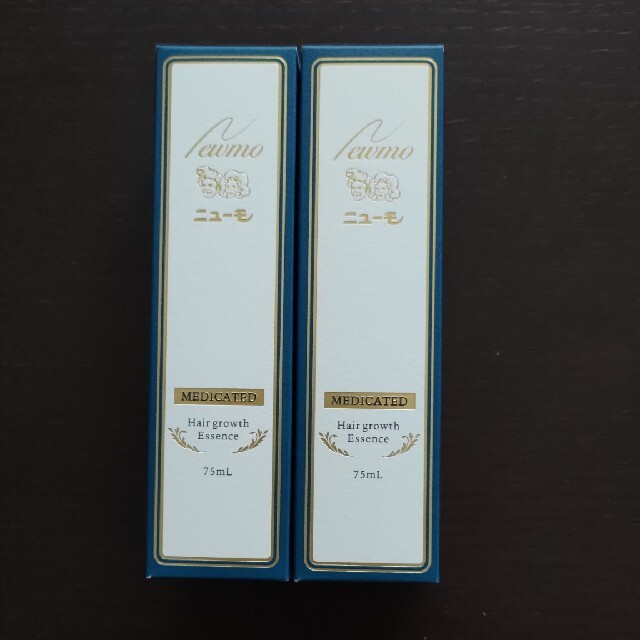 Newmo
ニューモ
MEDICATED
Hair growth
Essence
75mL
Newmo
ニューモ
MEDICATED
Hair growth
Essence
75mL